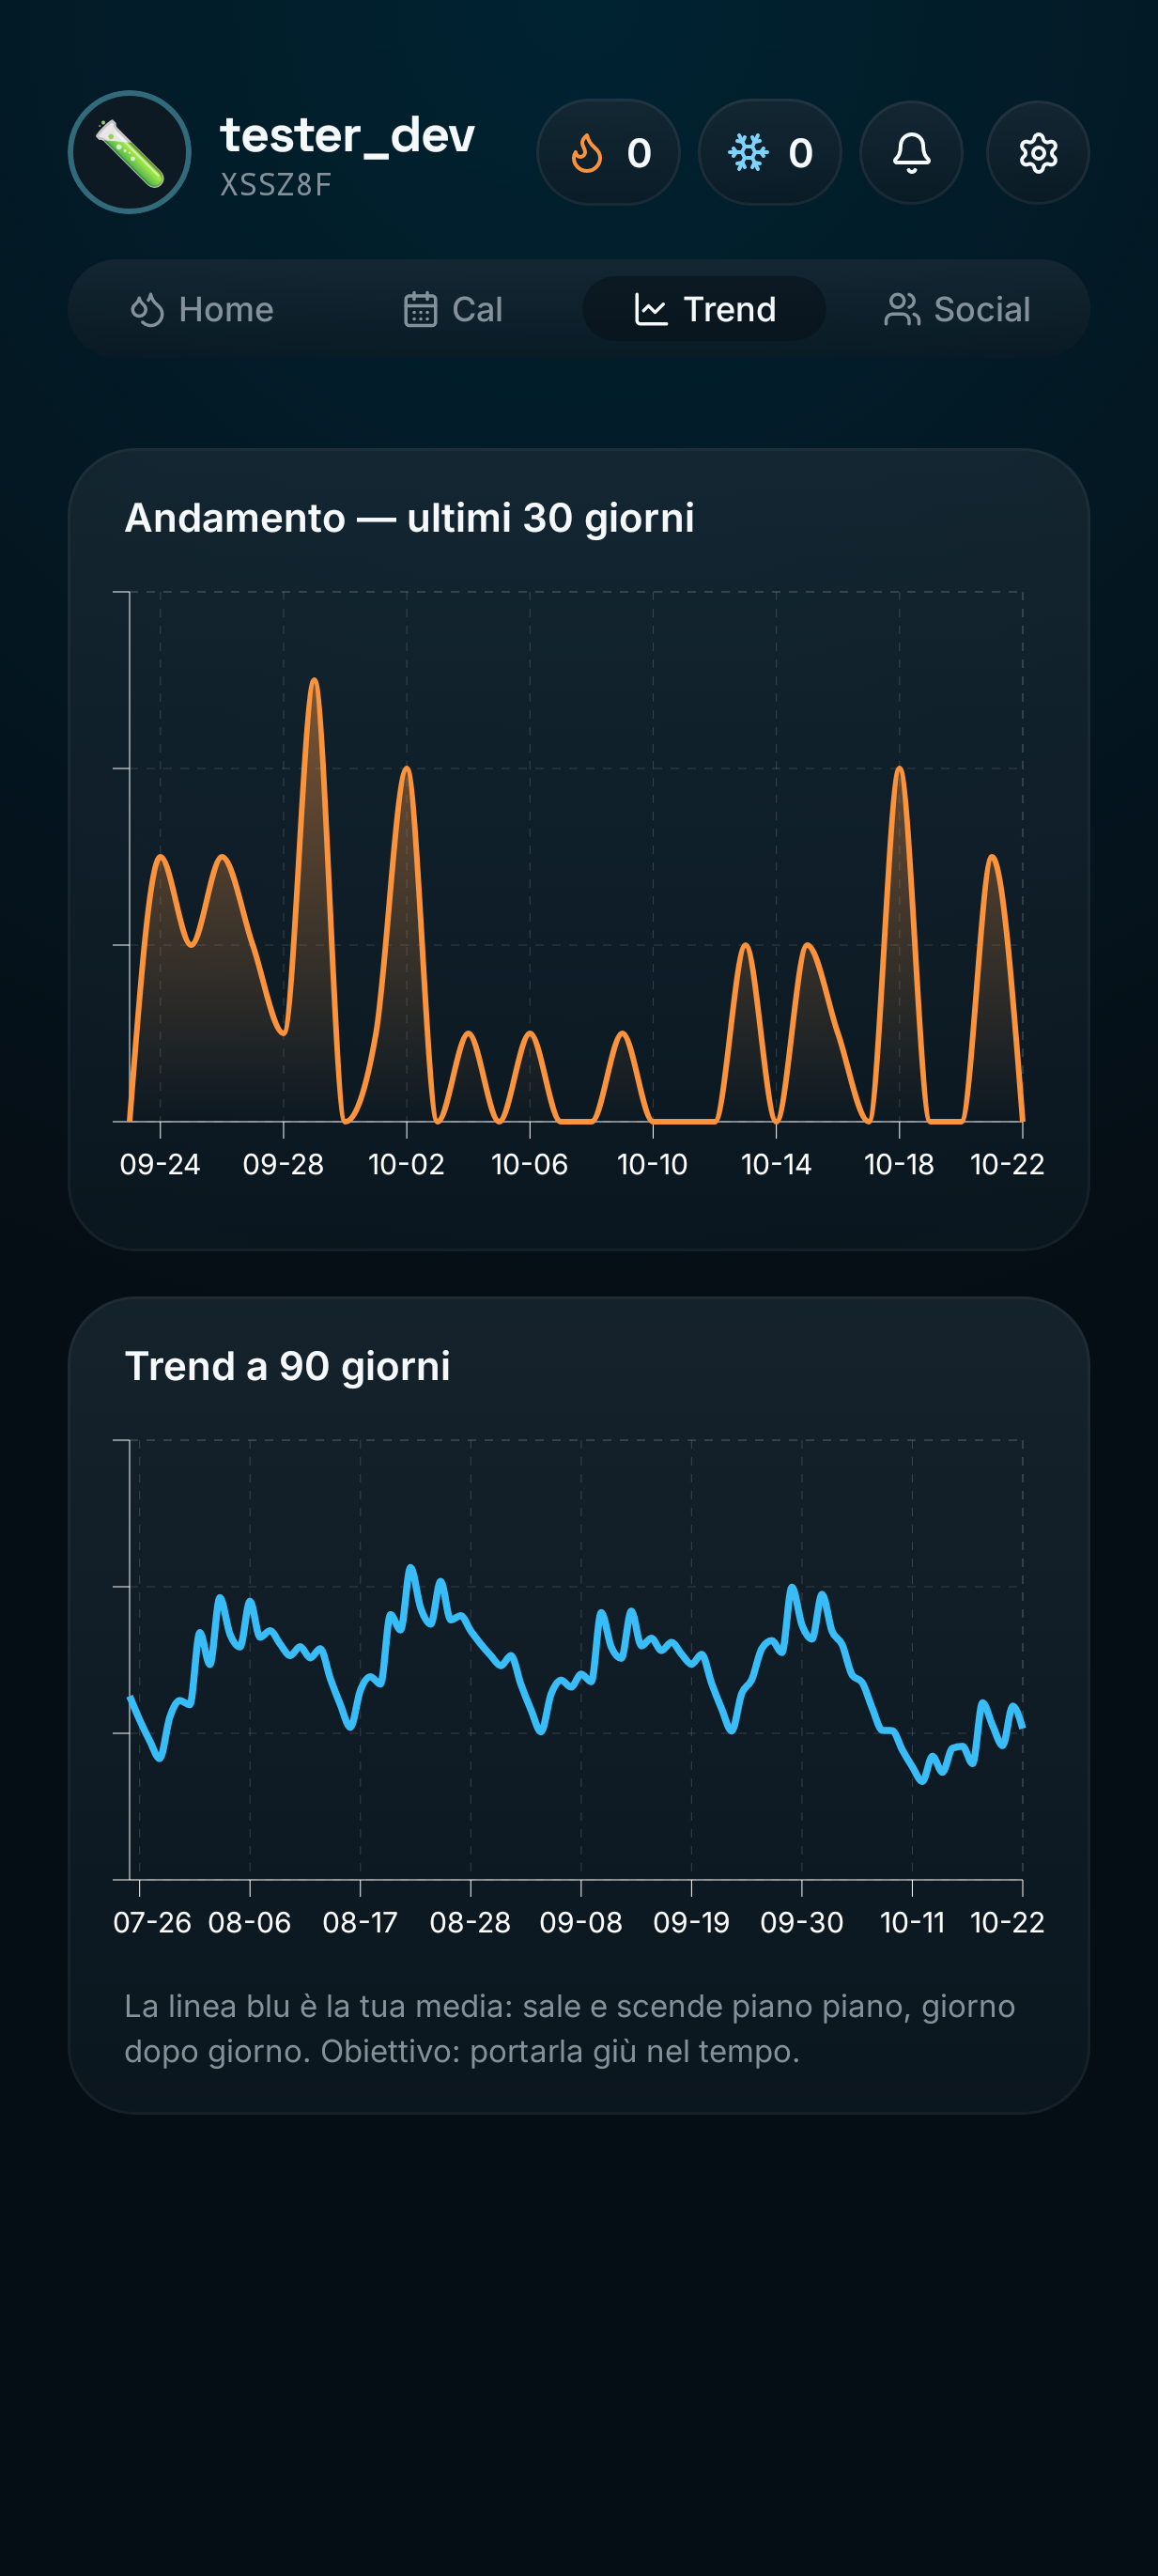 tester_dev
XSSZ8F
0
0
Home
Cal
Trend
Social
Andamento — ultimi 30 giorni
09-24 09-28 10-02 10-06 10-10 10-14 10-18 10-22
Trend a 90 giorni
07-26 08-06 08-17 08-28 09-08 09-19 09-30 10-11 10-22
La linea blu è la tua media: sale e scende piano piano, giorno
dopo giorno. Obiettivo: portarla giù nel tempo.